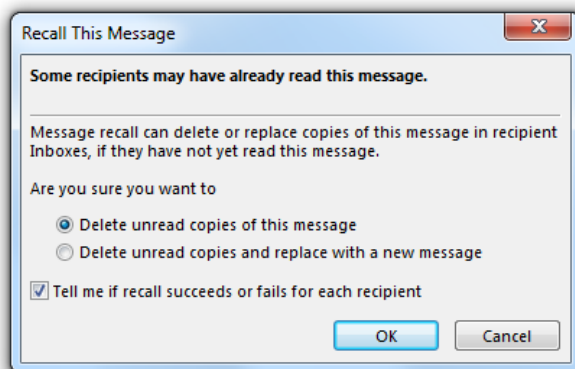 Recall This Message
Some recipients may have already read this message.
Message recall can delete or replace copies of this message in recipient
Inboxes, if they have not yet read this message.
Are you sure you want to
Delete unread copies of this message
Delete unread copies and replace with a new message
Tell me if recall succeeds or fails for each recipient
OK Cancel